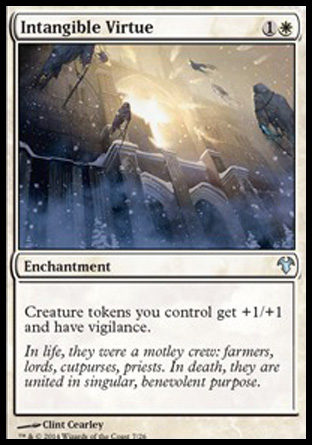 Intangible Virtue 1
Enchantment
Creature tokens you control get +1/+1
and have vigilance.
In life, they were a motley crew: farmers,
lords, cutpurses, priests. In death, they are
united in singular, benevolent purpose.
Clint Cearley
™ & © 2014 Wizards of the Coast 7/26